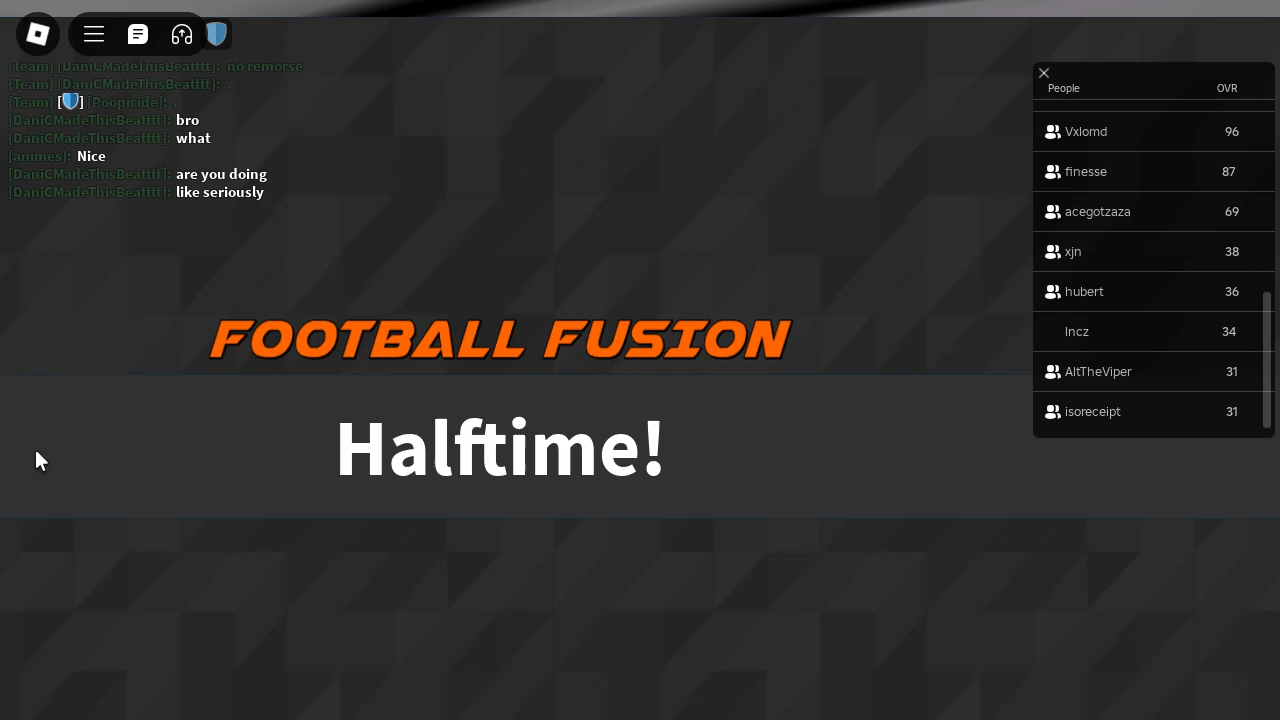 {Team} [DaniCMadeThisBeatttt]: no remorse
{Team} [DaniCMadeThisBeatttt]: .
{Team} [🛡️] [Poopicide]: .
[DaniCMadeThisBeatttt]: bro
[DaniCMadeThisBeatttt]: what
[animes]: Nice
[DaniCMadeThisBeatttt]: are you doing
[DaniCMadeThisBeatttt]: like seriously
People OVR
Vxlomd 96
finesse 87
acegotzaza 69
xjn 38
hubert 36
lncz 34
AltTheViper 31
isoreceipt 31
FOOTBALL FUSION
Halftime!